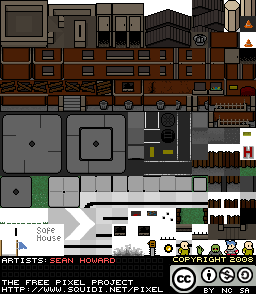 H
Safe
House
ARTISTS: SEAN HOWARD
COPYRIGHT 2008
THE FREE PIXEL PROJECT
HTTP://WWW.SQUIDI.NET/PIXEL
cc
BY NC SA